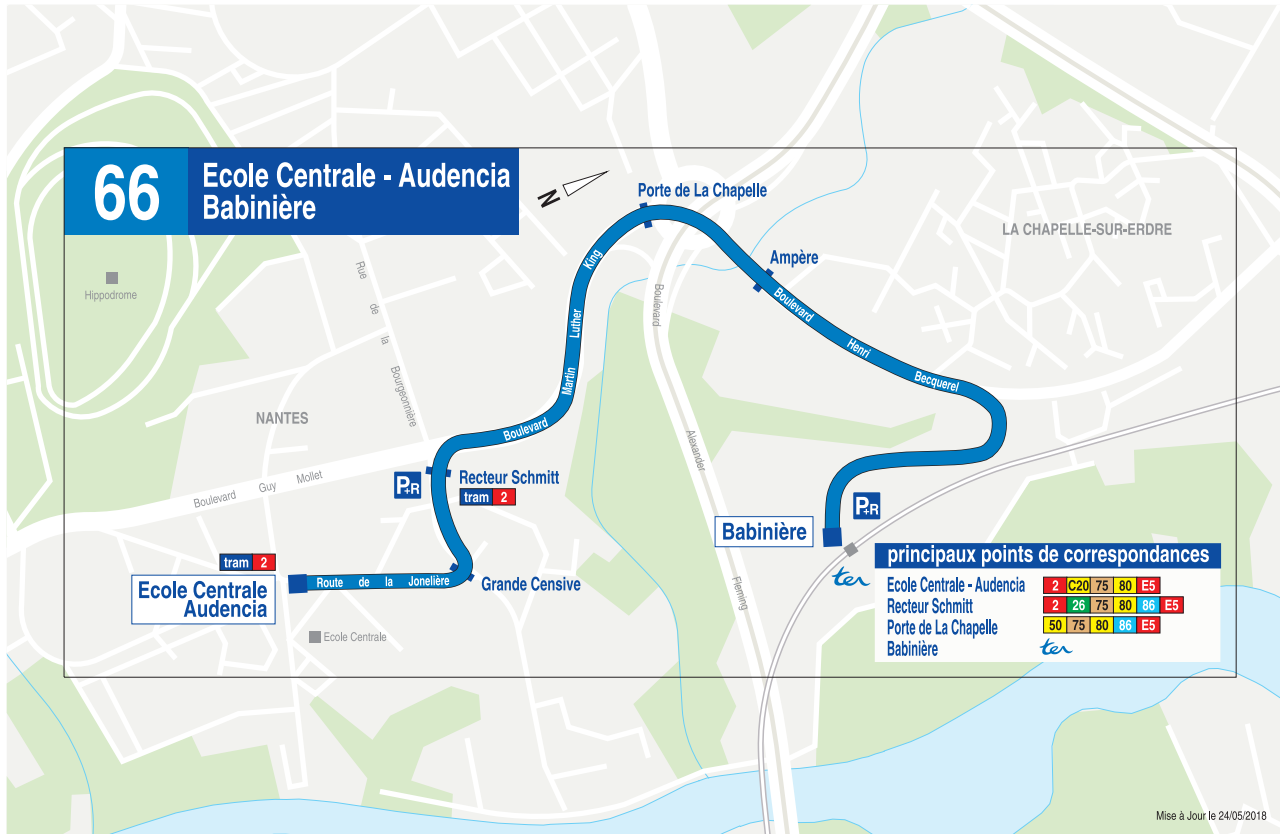 66
Ecole Centrale - Audencia
Babinière
N
Porte de La Chapelle
LA CHAPELLE-SUR-ERDRE
Ampère
Hippodrome
Rue de la Bourgeonnière
NANTES
Boulevard Martin Luther King
Boulevard Henri Becquerel
Boulevard Alexander Fleming
Boulevard Guy Mollet
P+R
Recteur Schmitt
tram 2
P+R
Babinière
ter
tram 2
Ecole Centrale
Audencia
Route de la Jonelière
Grande Censive
Ecole Centrale
principaux points de correspondances
Ecole Centrale - Audencia 2 C20 75 80 E5
Recteur Schmitt 2 26 75 80 86 E5
Porte de La Chapelle 50 75 80 86 E5
Babinière ter
Mise à Jour le 24/05/2018